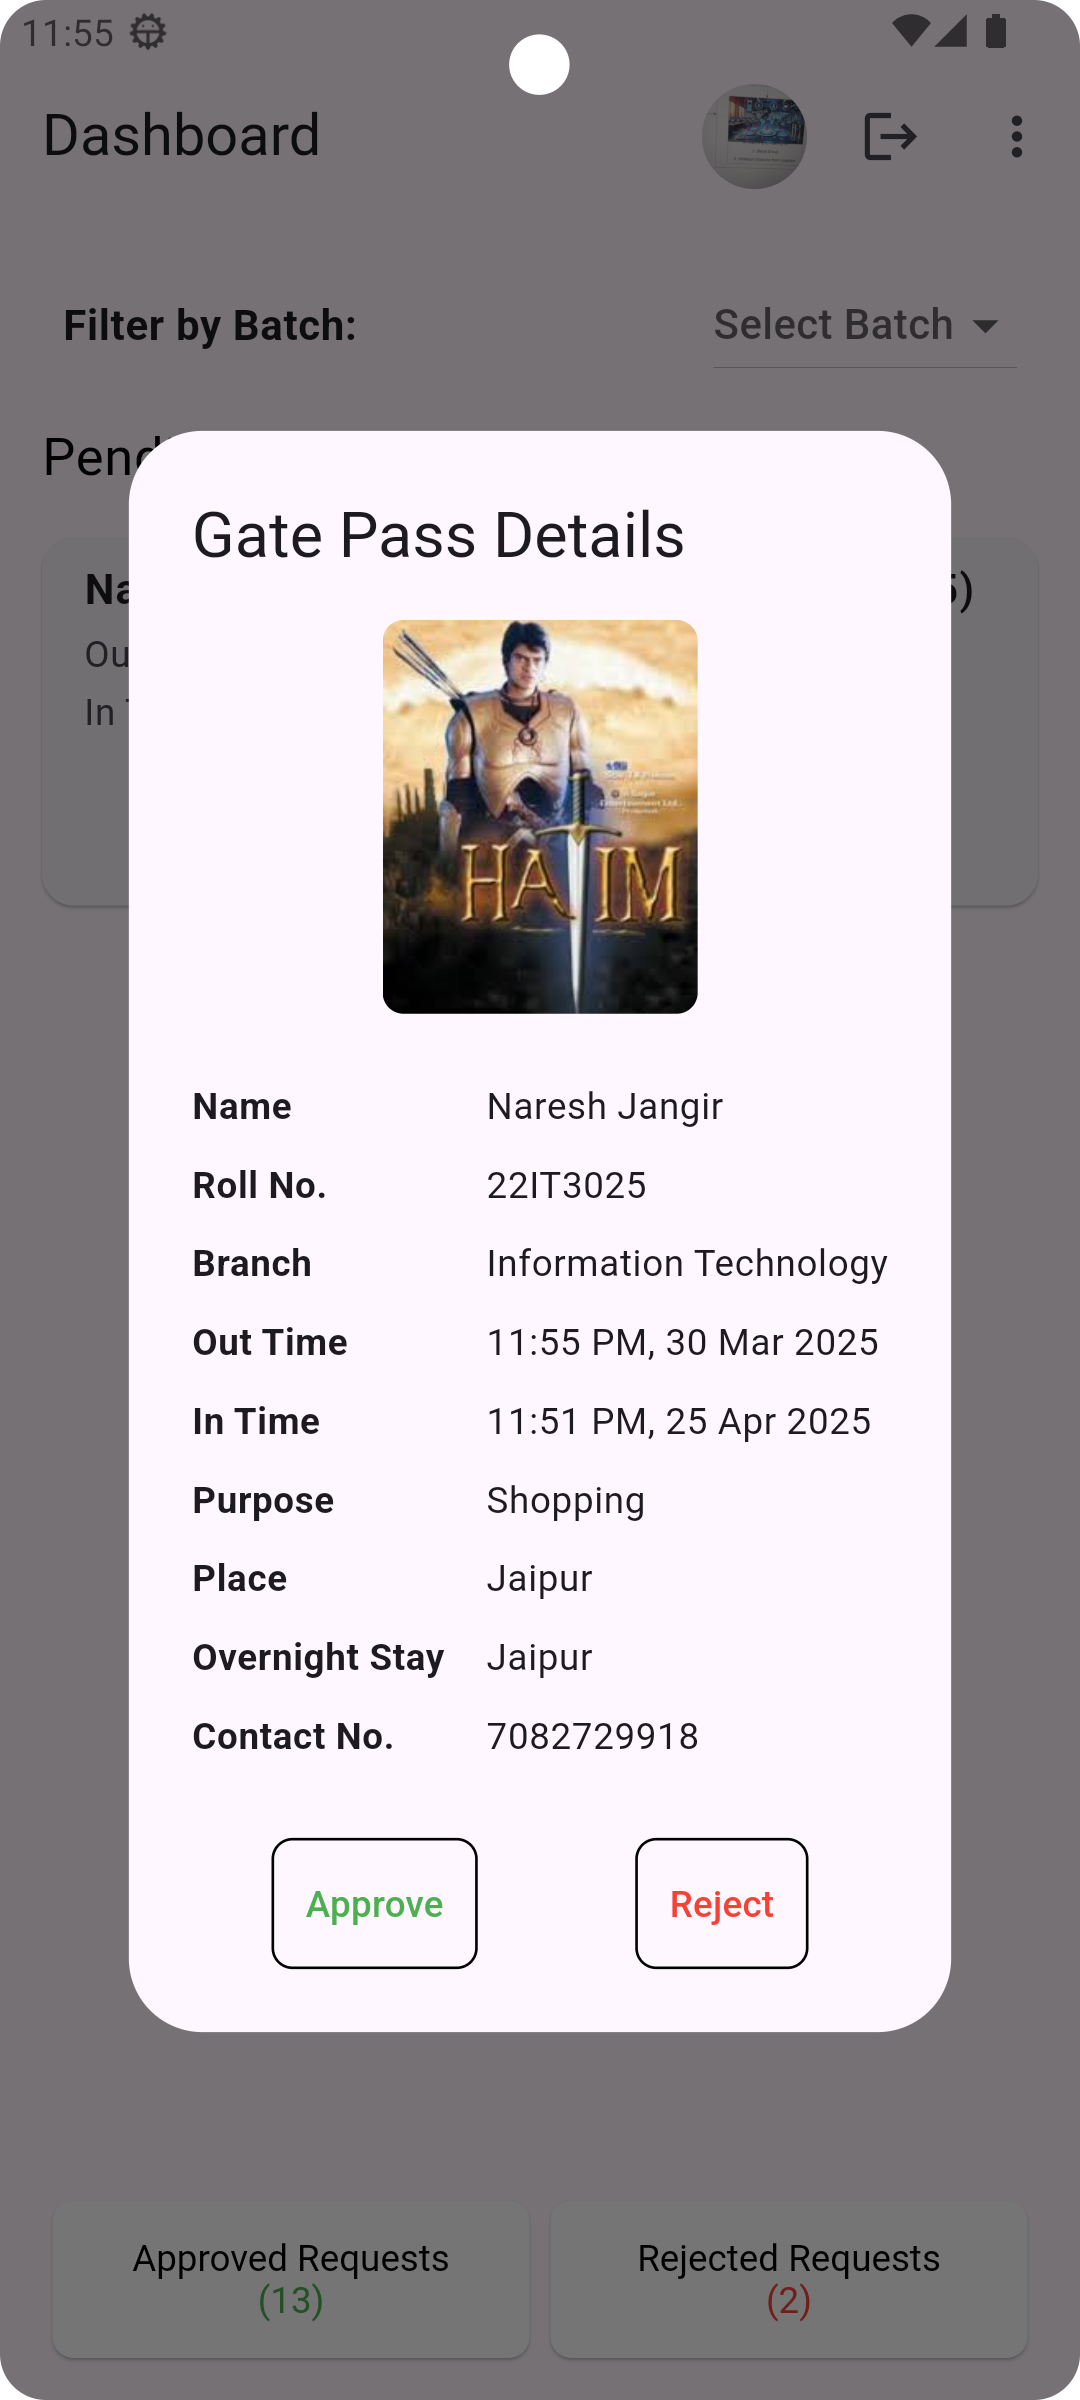 11:55
Dashboard
Filter by Batch:
Select Batch
Pend
Gate Pass Details
Na
5)
Ou
In T
HATIM
Name Naresh Jangir
Roll No. 22IT3025
Branch Information Technology
Out Time 11:55 PM, 30 Mar 2025
In Time 11:51 PM, 25 Apr 2025
Purpose Shopping
Place Jaipur
Overnight Stay Jaipur
Contact No. 7082729918
Approve Reject
Approved Requests
(13)
Rejected Requests
(2)